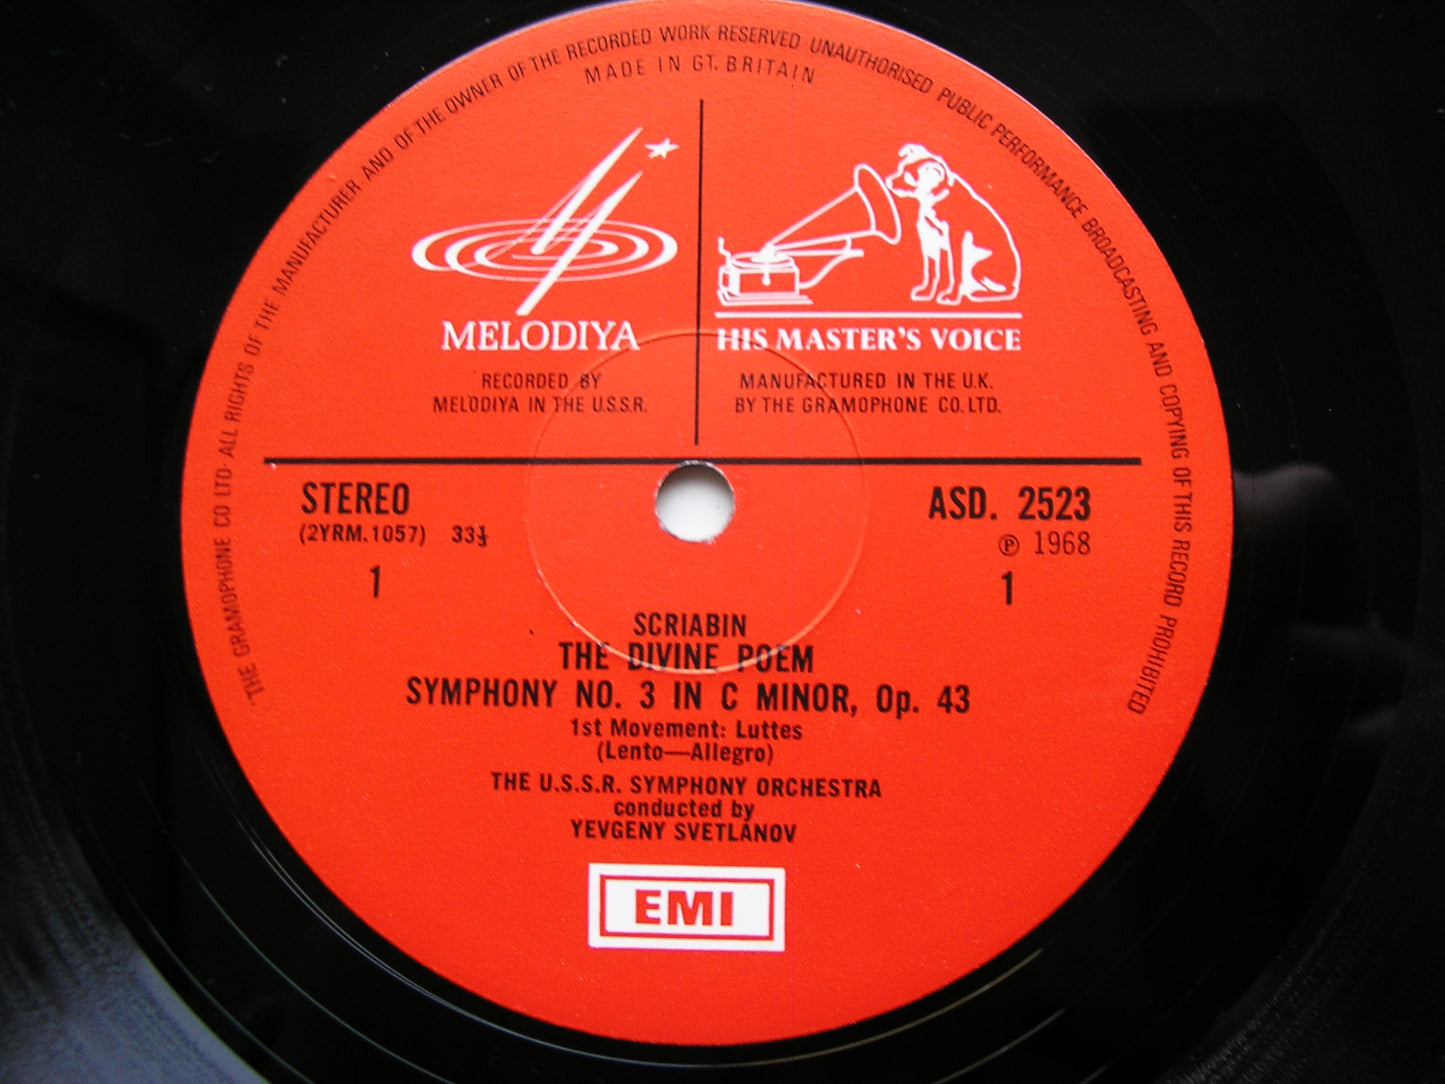 THE GRAMOPHONE CO LTD · ALL RIGHTS OF THE MANUFACTURER AND OF THE OWNER OF THE RECORDED WORK RESERVED · UNAUTHORISED PUBLIC PERFORMANCE BROADCASTING AND COPYING OF THIS RECORD PROHIBITED
MADE IN GT. BRITAIN
MELODIYA
RECORDED BY
MELODIYA IN THE U.S.S.R.
HIS MASTER'S VOICE
MANUFACTURED IN THE U.K.
BY THE GRAMOPHONE CO. LTD.
STEREO
(2YRM.1057) 33⅓
1
ASD. 2523
℗ 1968
1
SCRIABIN
THE DIVINE POEM
SYMPHONY NO. 3 IN C MINOR, Op. 43
1st Movement: Luttes
(Lento—Allegro)
THE U.S.S.R. SYMPHONY ORCHESTRA
conducted by
YEVGENY SVETLANOV
EMI